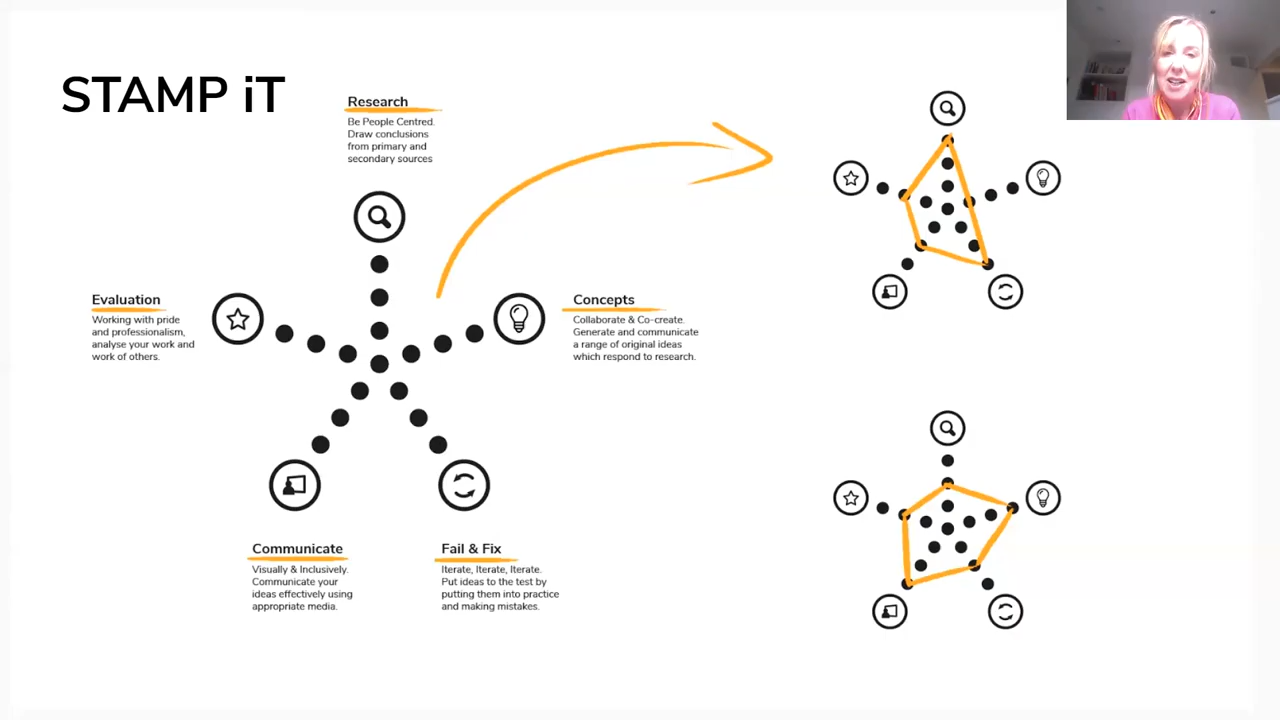 STAMP iT
Research
Be People Centred.
Draw conclusions
from primary and
secondary sources
Evaluation
Working with pride
and professionalism,
analyse your work and
work of others.
Concepts
Collaborate & Co-create.
Generate and communicate
a range of original ideas
which respond to research.
Communicate
Visually & Inclusively.
Communicate your
ideas effectively using
appropriate media.
Fail & Fix
Iterate, Iterate, Iterate.
Put ideas to the test by
putting them into practice
and making mistakes.